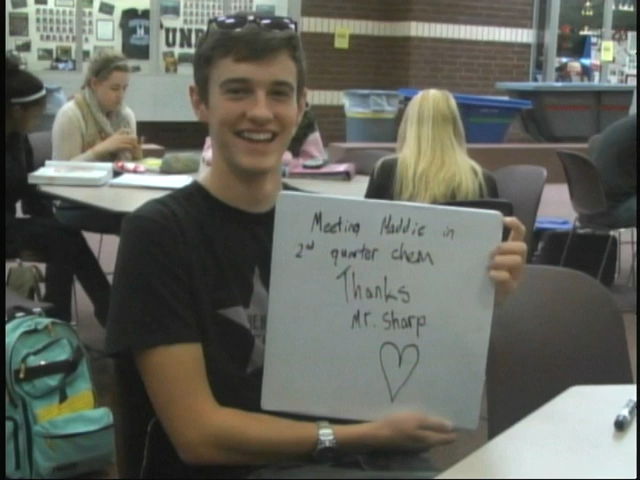 Meeting Maddie in
2nd quarter chem
Thanks
Mr. Sharp